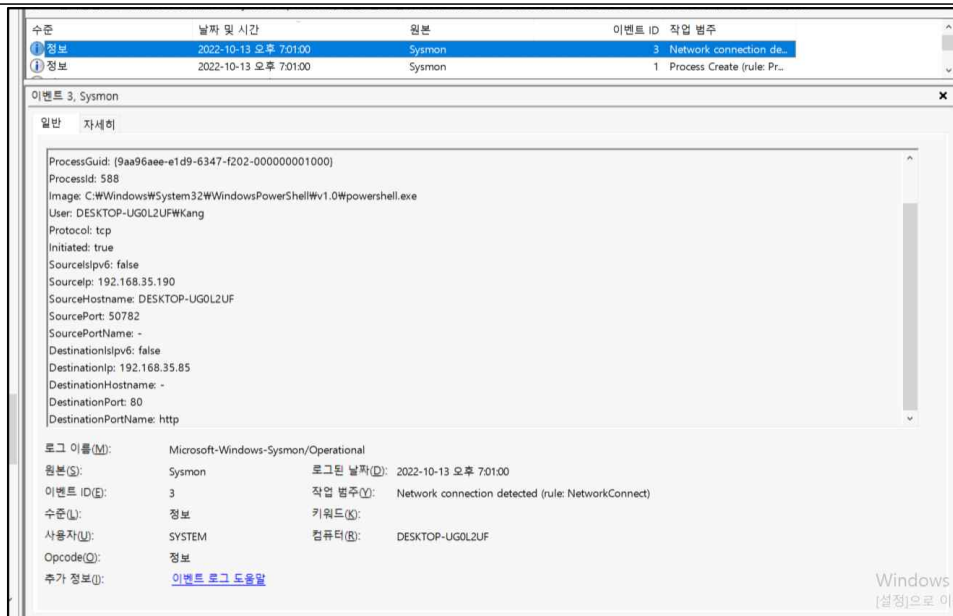 수준 날짜 및 시간 원본 이벤트 ID 작업 범주
정보 2022-10-13 오후 7:01:00 Sysmon 3 Network connection de...
정보 2022-10-13 오후 7:01:00 Sysmon 1 Process Create (rule: Pr...
이벤트 3, Sysmon
일반 자세히
ProcessGuid: {9aa96aee-e1d9-6347-f202-000000001000}
ProcessId: 588
Image: C:₩Windows₩System32₩WindowsPowerShell₩v1.0₩powershell.exe
User: DESKTOP-UG0L2UF₩Kang
Protocol: tcp
Initiated: true
SourceIsIpv6: false
SourceIp: 192.168.35.190
SourceHostname: DESKTOP-UG0L2UF
SourcePort: 50782
SourcePortName: -
DestinationIsIpv6: false
DestinationIp: 192.168.35.85
DestinationHostname: -
DestinationPort: 80
DestinationPortName: http
로그 이름(M): Microsoft-Windows-Sysmon/Operational
원본(S): Sysmon 로그된 날짜(D): 2022-10-13 오후 7:01:00
이벤트 ID(E): 3 작업 범주(Y): Network connection detected (rule: NetworkConnect)
수준(L): 정보 키워드(K):
사용자(U): SYSTEM 컴퓨터(R): DESKTOP-UG0L2UF
Opcode(O): 정보
추가 정보(I): 이벤트 로그 도움말
Windows
[설정]으로 이